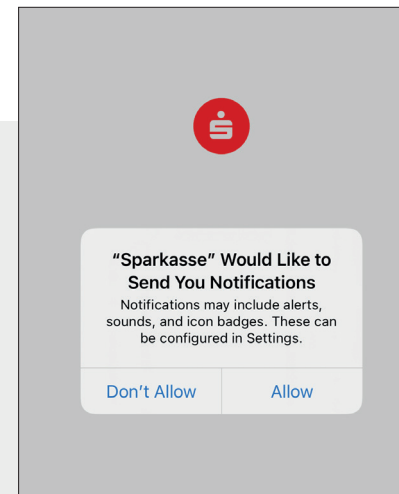 “Sparkasse” Would Like to
Send You Notifications
Notifications may include alerts,
sounds, and icon badges. These can
be configured in Settings.
Don’t Allow
Allow